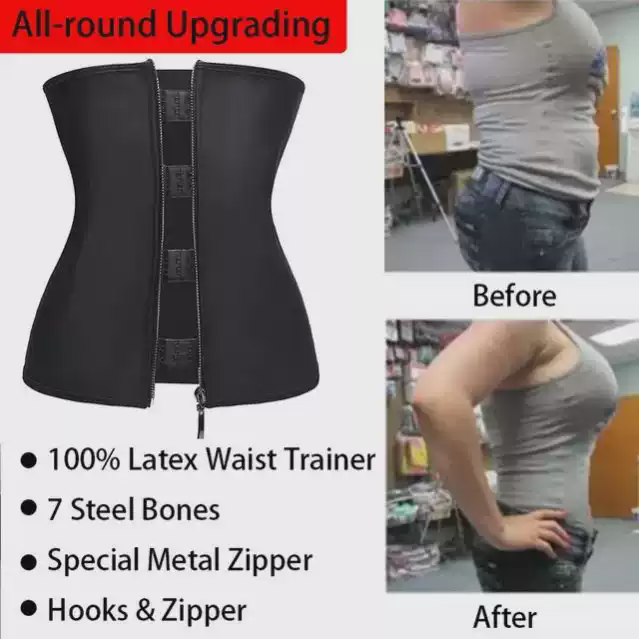 All-round Upgrading
Before
● 100% Latex Waist Trainer
● 7 Steel Bones
● Special Metal Zipper
● Hooks & Zipper
After